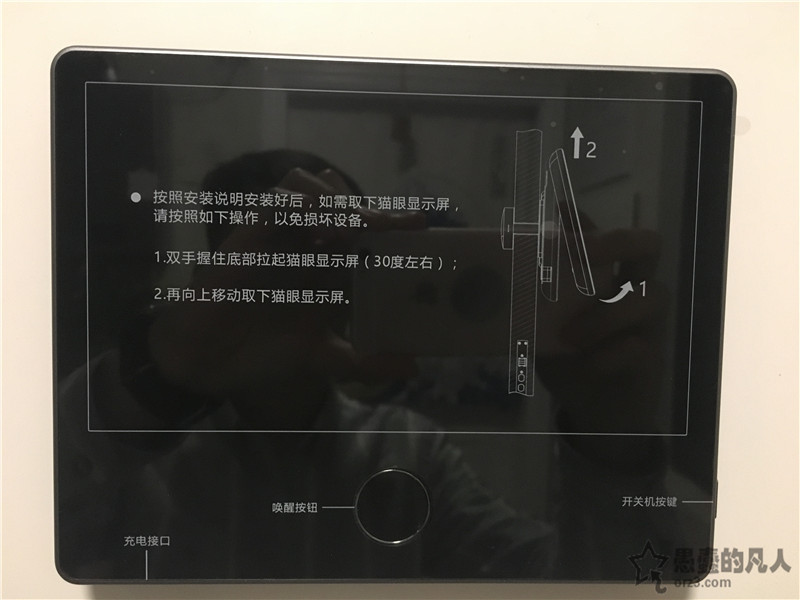 按照安装说明安装好后，如需取下猫眼显示屏，
请按照如下操作，以免损坏设备。
1.双手握住底部拉起猫眼显示屏（30度左右）；
2.再向上移动取下猫眼显示屏。
2
1
唤醒按钮
开关机按键
充电接口
愚蠢的凡人
or23.com